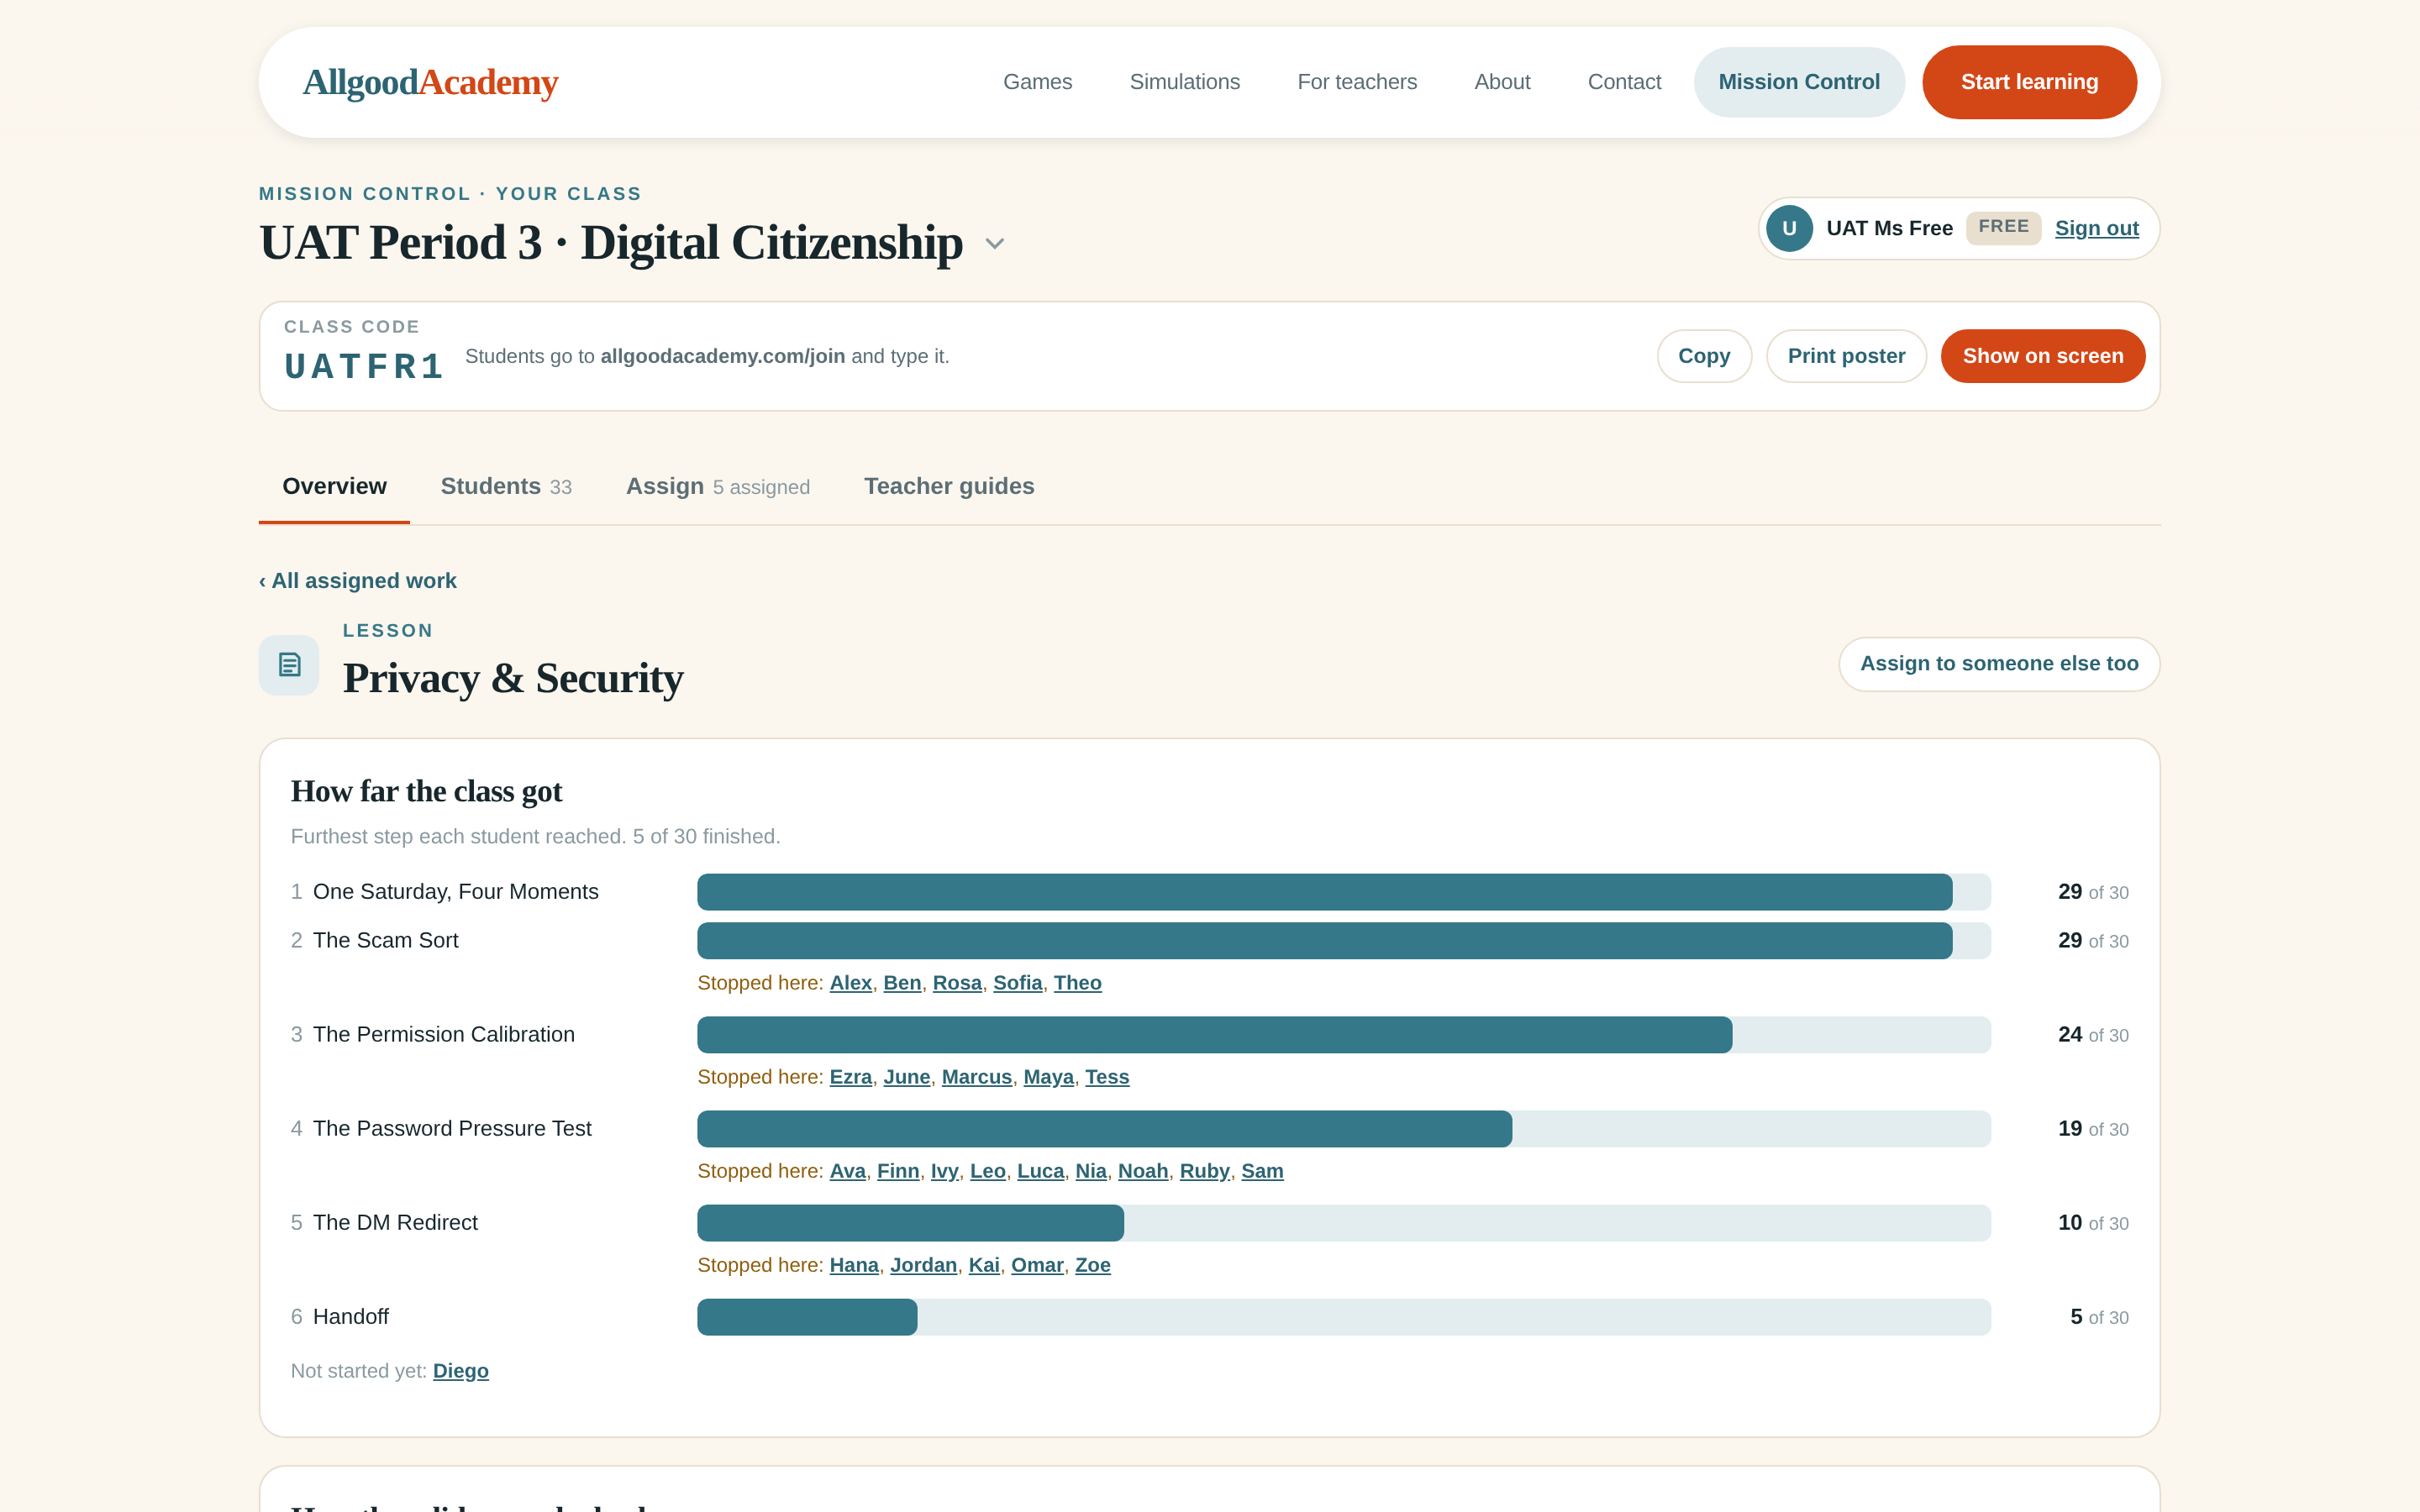 AllgoodAcademy Games Simulations For teachers About Contact Mission Control Start learning
MISSION CONTROL · YOUR CLASS
UAT Period 3 · Digital Citizenship
U UAT Ms Free FREE Sign out
CLASS CODE
UATFR1 Students go to allgoodacademy.com/join and type it. Copy Print poster Show on screen
Overview Students 33 Assign 5 assigned Teacher guides
‹ All assigned work
LESSON
Privacy & Security
Assign to someone else too
How far the class got
Furthest step each student reached. 5 of 30 finished.
1 One Saturday, Four Moments 29 of 30
2 The Scam Sort 29 of 30
Stopped here: Alex, Ben, Rosa, Sofia, Theo
3 The Permission Calibration 24 of 30
Stopped here: Ezra, June, Marcus, Maya, Tess
4 The Password Pressure Test 19 of 30
Stopped here: Ava, Finn, Ivy, Leo, Luca, Nia, Noah, Ruby, Sam
5 The DM Redirect 10 of 30
Stopped here: Hana, Jordan, Kai, Omar, Zoe
6 Handoff 5 of 30
Not started yet: Diego